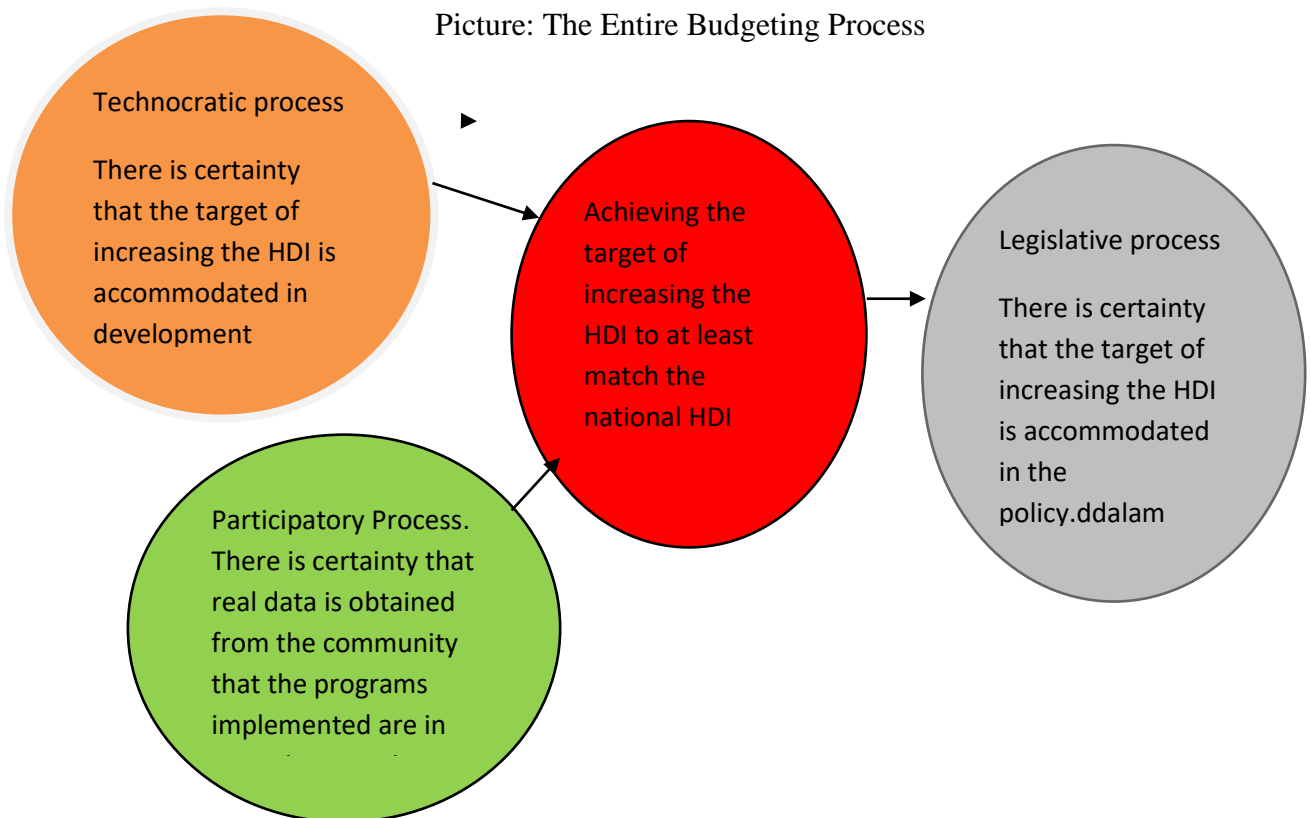 Picture: The Entire Budgeting Process
Technocratic process
There is certainty
that the target of
increasing the HDI is
accommodated in
development
Achieving the
target of
increasing the
HDI to at least
match the
national HDI
Legislative process
There is certainty
that the target of
increasing the HDI
is accommodated
in the
policy.ddalam
Participatory Process.
There is certainty that
real data is obtained
from the community
that the programs
implemented are in